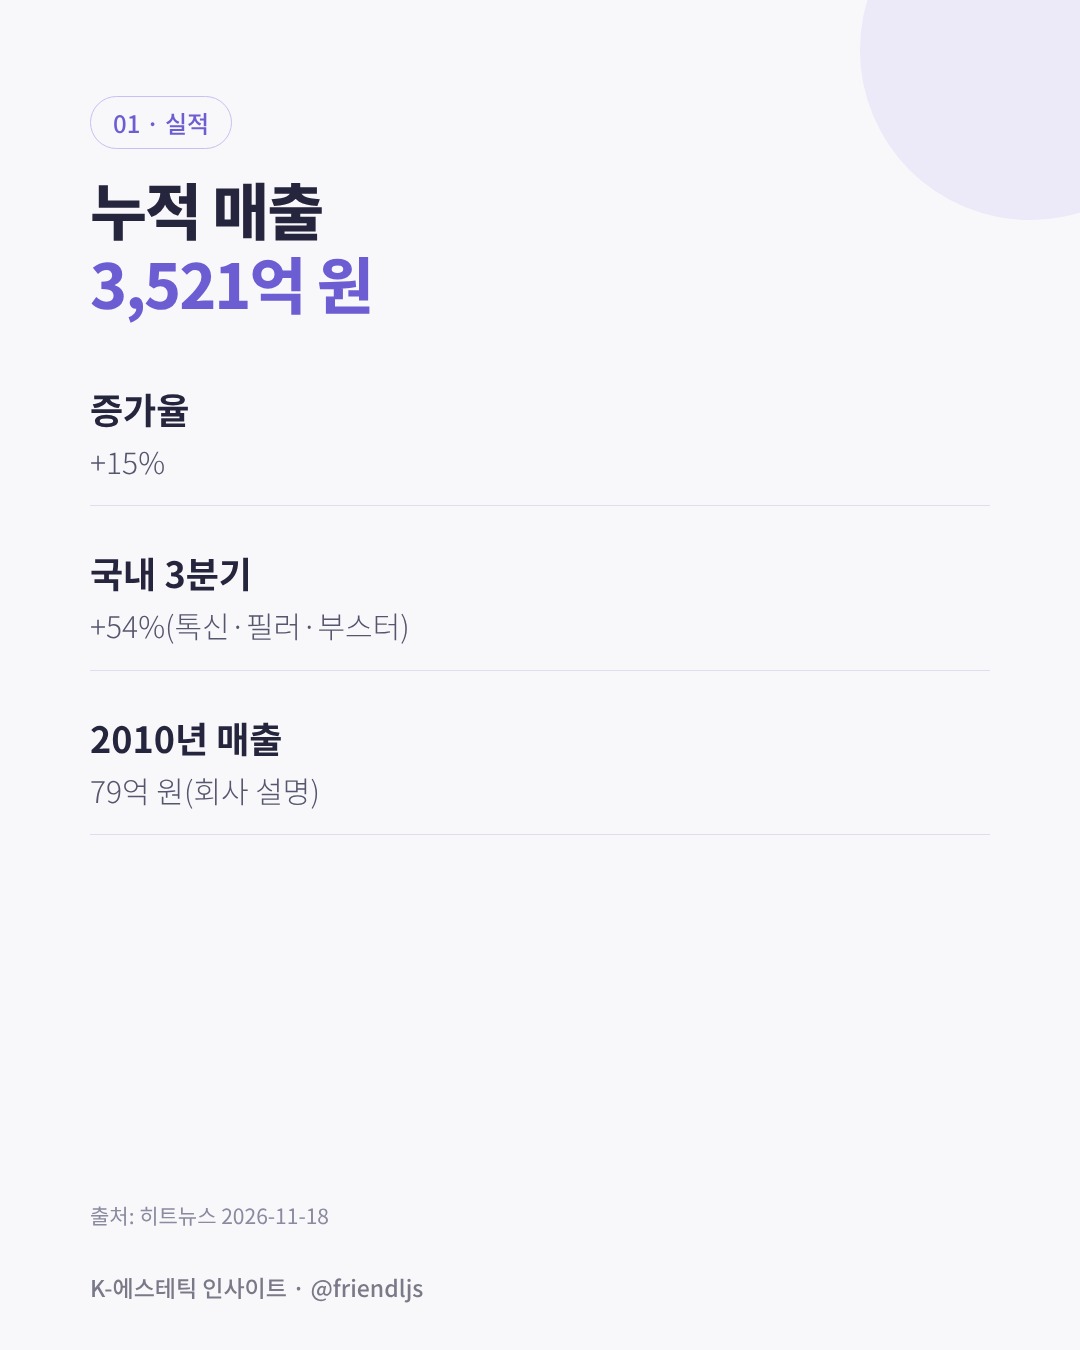 01 · 실적
누적 매출
3,521억 원
증가율
+15%
국내 3분기
+54%(톡신·필러·부스터)
2010년 매출
79억 원(회사 설명)
출처: 히트뉴스 2026-11-18
K-에스테틱 인사이트 · @friendljs